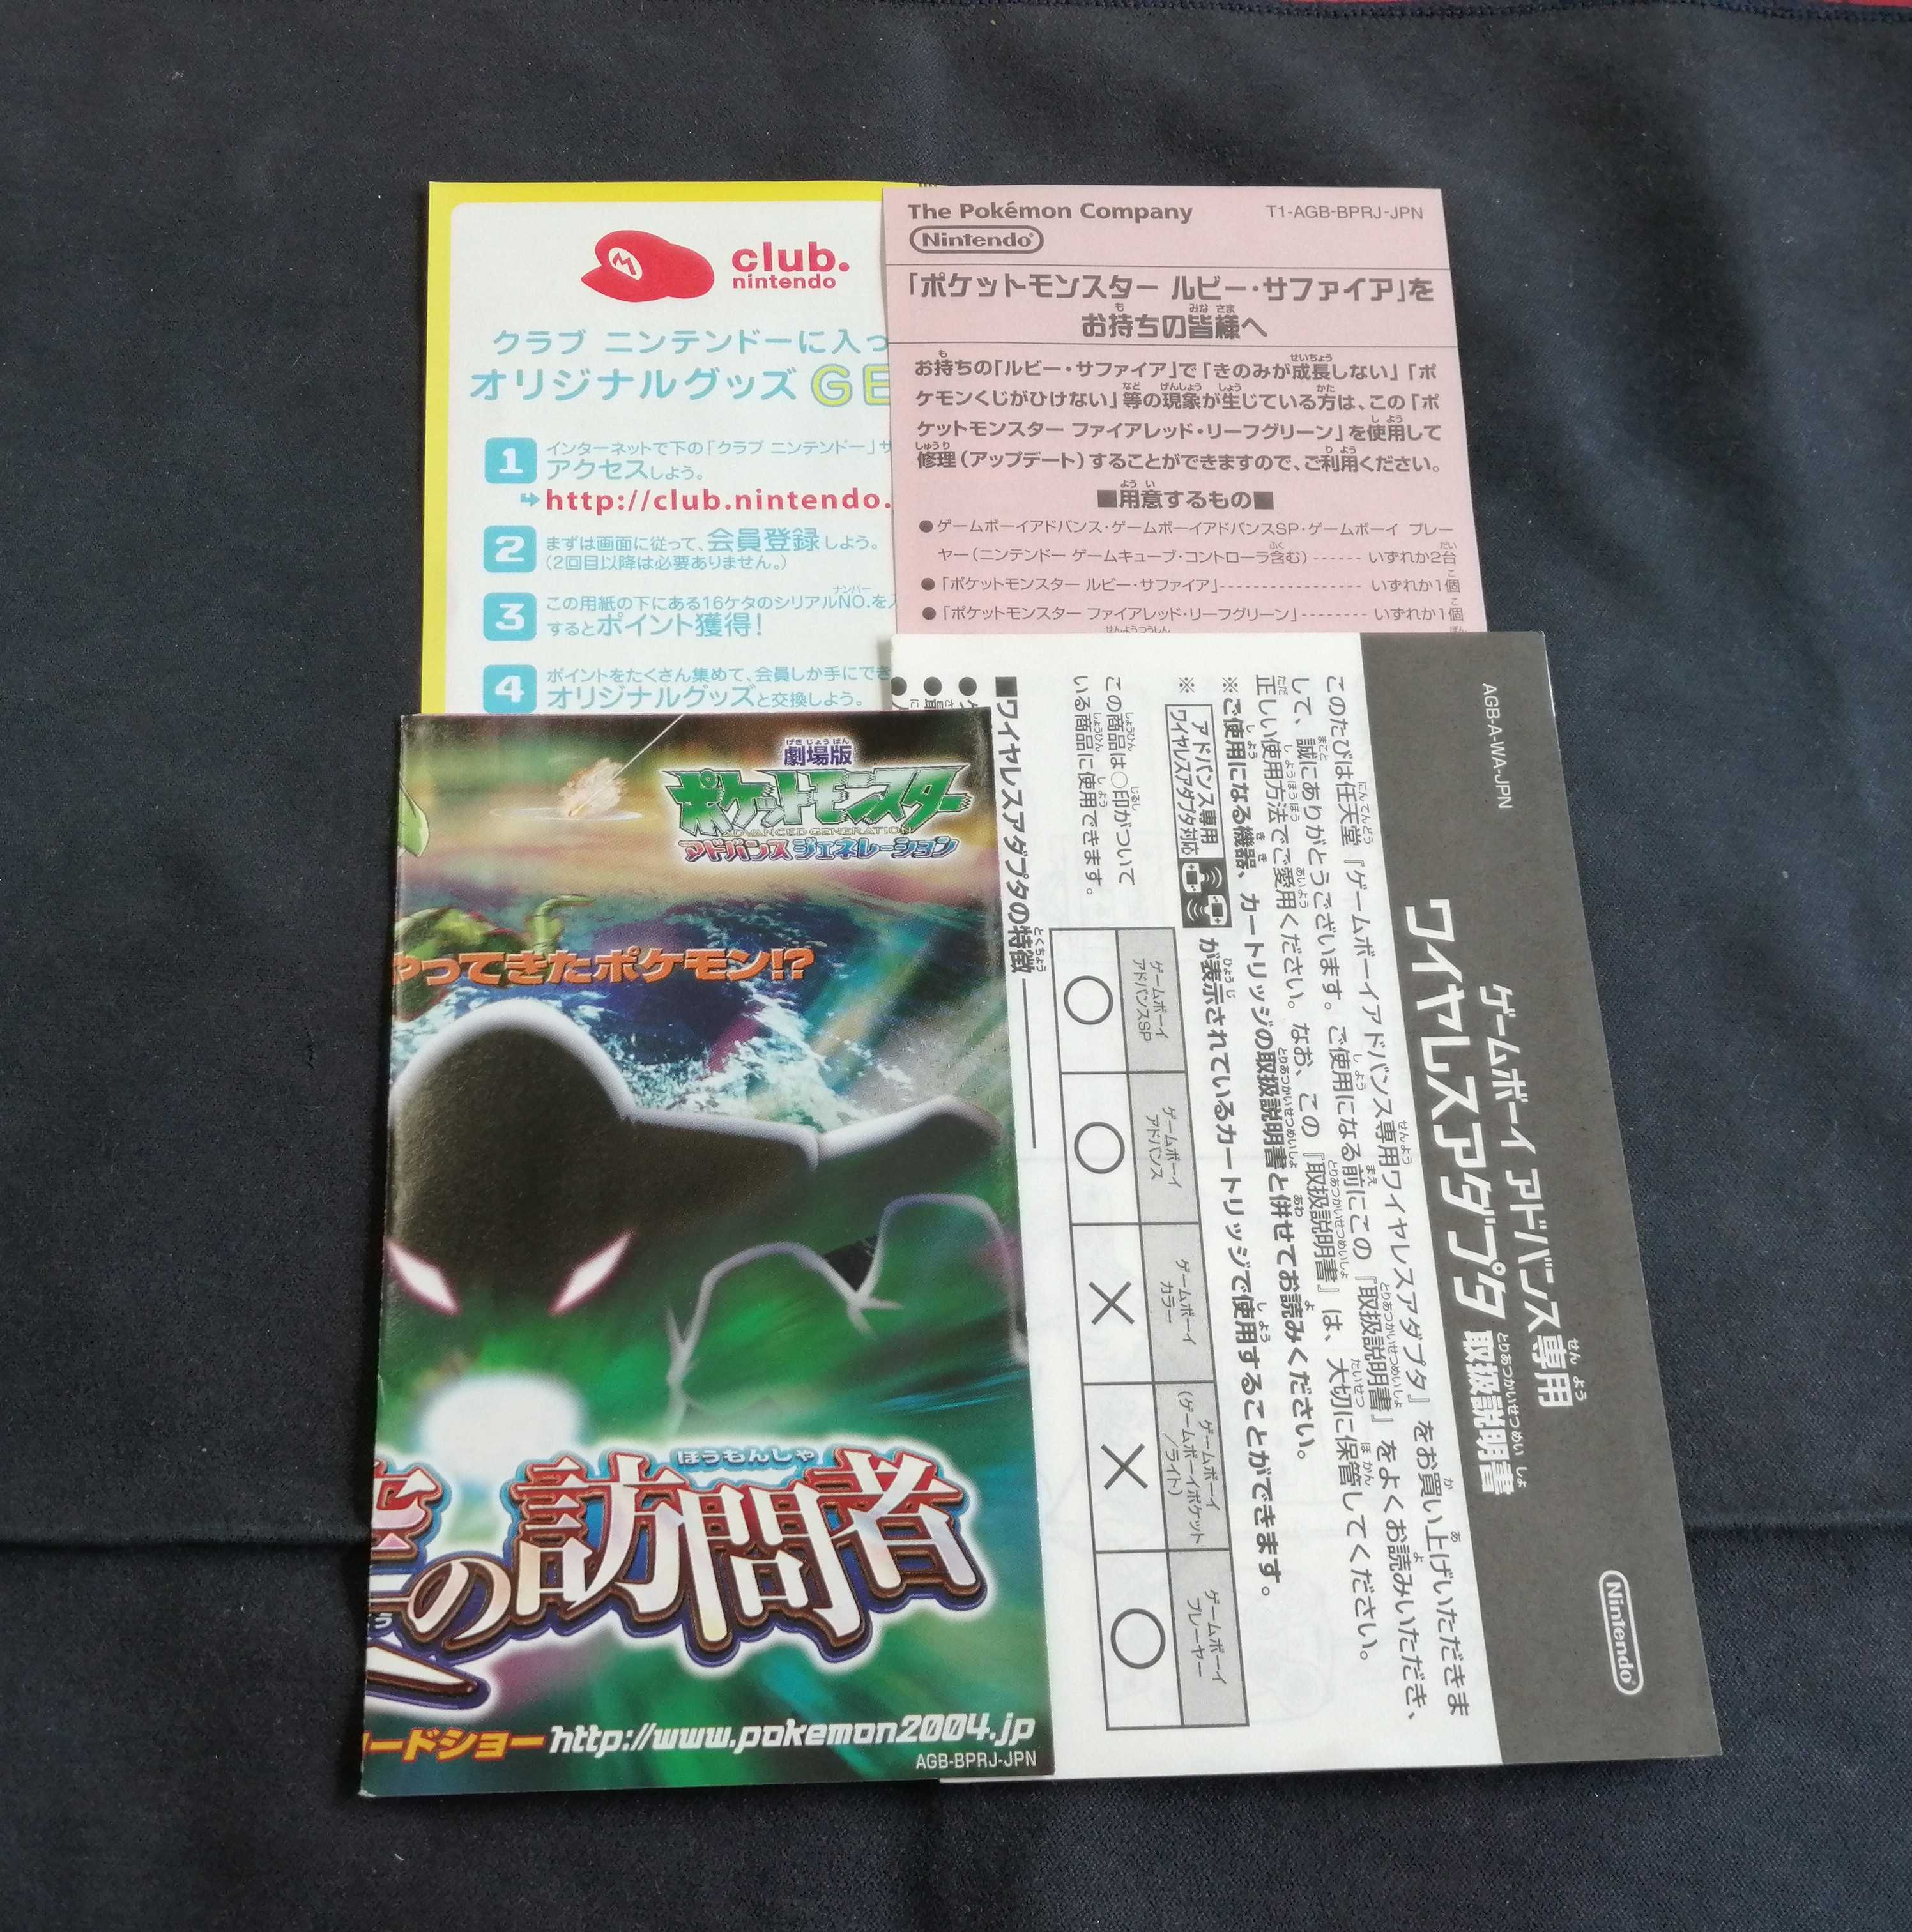 club.
nintendo
クラブ ニンテンドーに入っ
オリジナルグッズ GE
1
インターネットで下の「クラブ ニンテンドー」サ
アクセスしよう。
http://club.nintendo.
2
まずは画面に従って、会員登録しよう。
(2回目以降は必要ありません。)
3
ナンバー
この用紙の下にある16ケタのシリアルNO.を入
するとポイント獲得!
4
ポイントをたくさん集めて、会員しか手にでき
オリジナルグッズと交換しよう。
The Pokémon Company
T1-AGB-BPRJ-JPN
Nintendo
「ポケットモンスター ルビー・サファイア」を
お持ちの皆様へ
お持ちの「ルビー・サファイア」で「きのみが成長しない」「ポ
ケモンくじがひけない」等の現象が生じている方は、この「ポ
ケットモンスター ファイアレッド・リーフグリーン」を使用して
修理(アップデート)することができますので、ご利用ください。
■用意するもの■
●ゲームボーイアドバンス・ゲームボーイアドバンスSP・ゲームボーイ プレー
ヤー(ニンテンドー ゲームキューブ・コントローラ含む)------いずれか2台
●「ポケットモンスター ルビー・サファイア」---------------いずれか1個
●「ポケットモンスター ファイアレッド・リーフグリーン」--------いずれか1個
AGB-A-WA-JPN
ゲームボーイ アドバンス専用
ワイヤレスアダプタ 取扱説明書
Nintendo
このたびは任天堂『ゲームボーイアドバンス専用ワイヤレスアダプタ』をお買い上げいただきま
して、誠にありがとうございます。ご使用になる前にこの『取扱説明書』をよくお読みいただき、
正しい使用方法でご愛用ください。なお、この『取扱説明書』は、大切に保管してください。
※ご使用になる機器、カートリッジの取扱説明書と併せてお読みください。
※
アドバンス専用
ワイヤレスアダプタ対応
が表示されているカートリッジで使用することができます。
この商品は○印がついて
いる商品に使用できます。
ゲームボーイ
アドバンスSP
ゲームボーイ
アドバンス
ゲームボーイ
カラー
ゲームボーイ
(ゲームボーイポケット
/ライト)
ゲームボーイ
プレーヤー
○
○
×
×
○
■ワイヤレスアダプタの特徴
劇場版
ポケットモンスター
ADVANCED GENERATION
アドバンスジェネレーション
やってきたポケモン!?
ほうもんしゃ
の訪問者
ードショー http://www.pokemon2004.jp
AGB-BPRJ-JPN